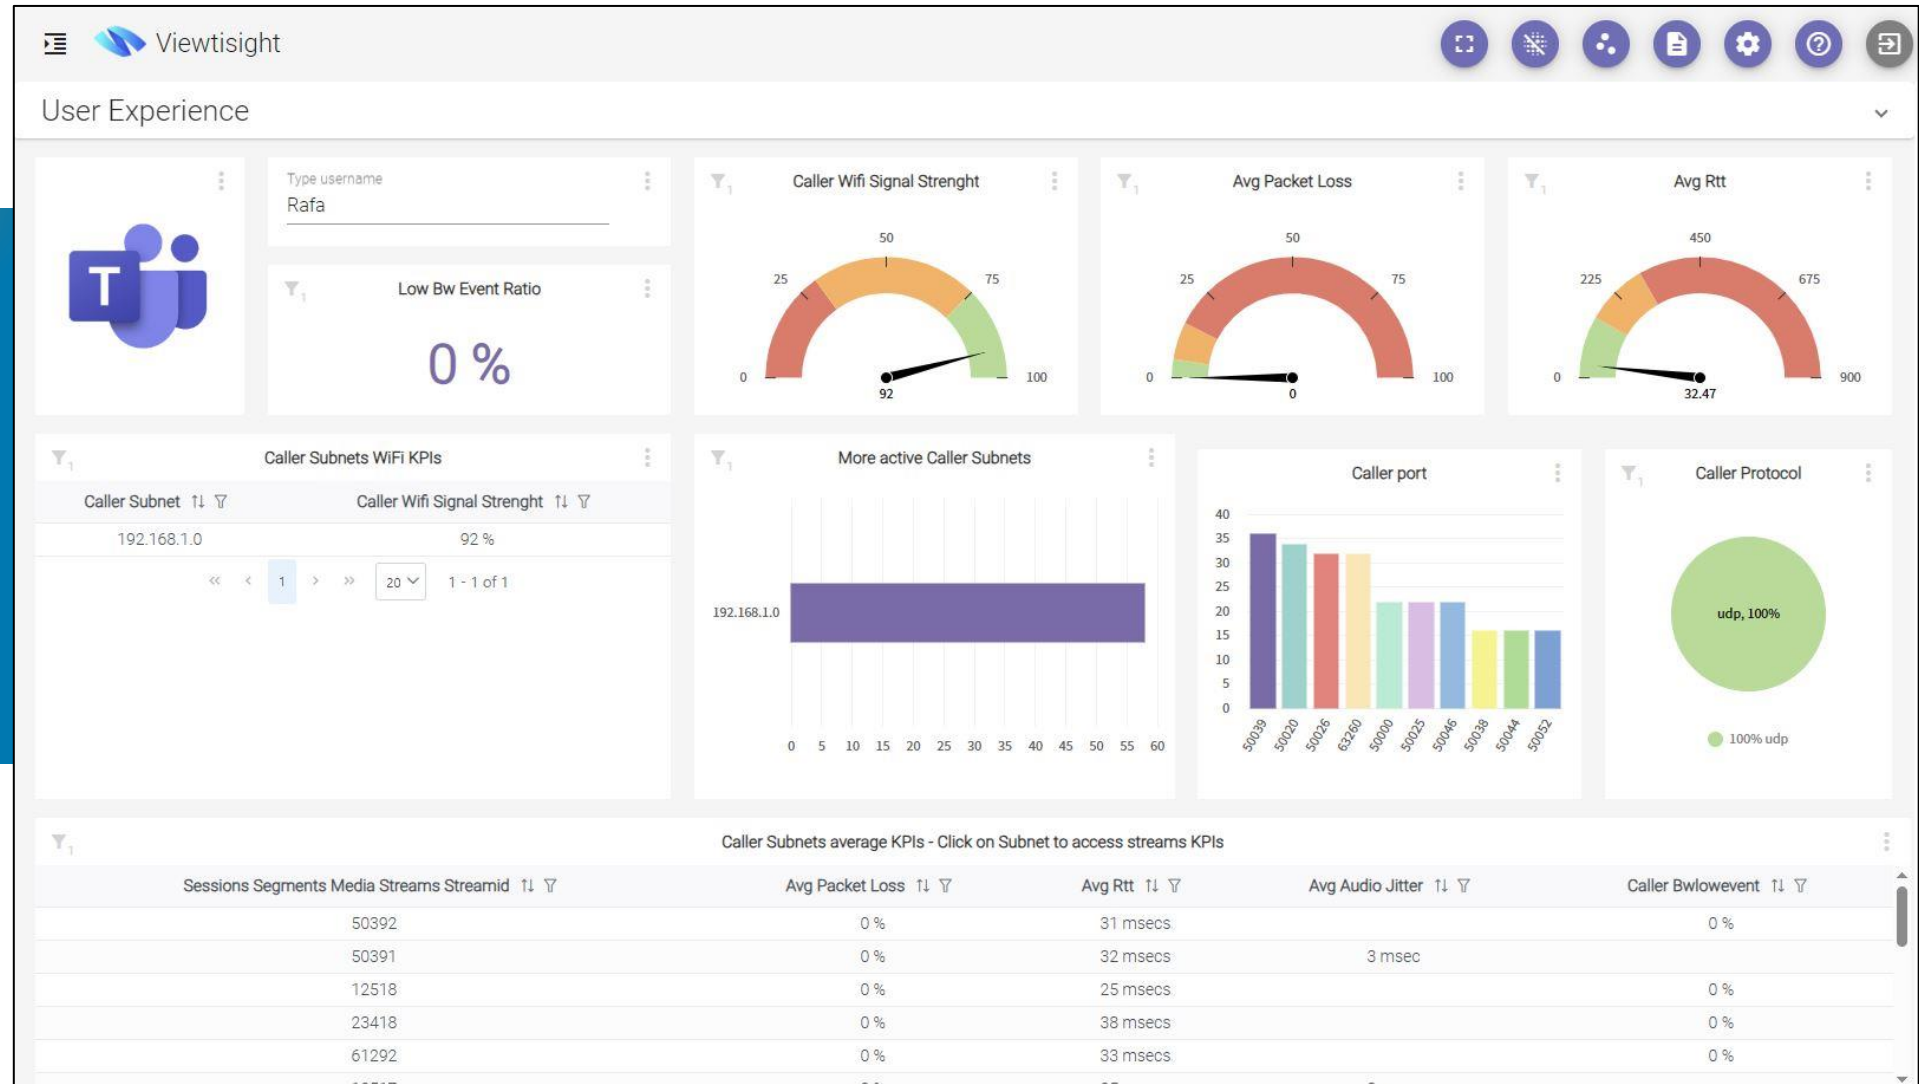 Viewtisight
User Experience
T
Type username
Rafa
Low Bw Event Ratio
1
0 %
Caller Wifi Signal Strenght
1
0 25 50 75 100
92
Avg Packet Loss
1
0 25 50 75 100
0
Avg Rtt
1
0 225 450 675 900
32.47
Caller Subnets WiFi KPIs
1
Caller Subnet Caller Wifi Signal Strenght
192.168.1.0 92 %
« ‹ 1 › » 20 1 - 1 of 1
More active Caller Subnets
1
192.168.1.0
0 5 10 15 20 25 30 35 40 45 50 55 60
Caller port
40
35
30
25
20
15
10
5
0
50039 50020 50026 63260 50000 50025 50046 50038 50044 50052
Caller Protocol
1
udp, 100%
100% udp
Caller Subnets average KPIs - Click on Subnet to access streams KPIs
1
Sessions Segments Media Streams Streamid Avg Packet Loss Avg Rtt Avg Audio Jitter Caller Bwlowevent
50392 0 % 31 msecs 0 %
50391 0 % 32 msecs 3 msec
12518 0 % 25 msecs 0 %
23418 0 % 38 msecs 0 %
61292 0 % 33 msecs 0 %